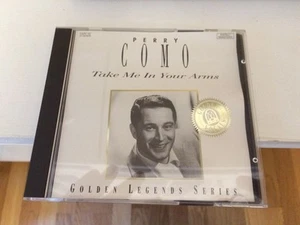 PERRY
COMO
Take Me In Your Arms
GOLDEN LEGENDS SERIES